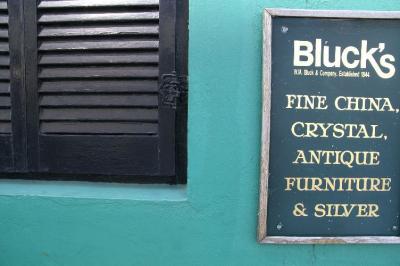 Bluck's
W.M. Bluck & Company. Established 1844
FINE CHINA,
CRYSTAL,
ANTIQUE
FURNITURE
& SILVER